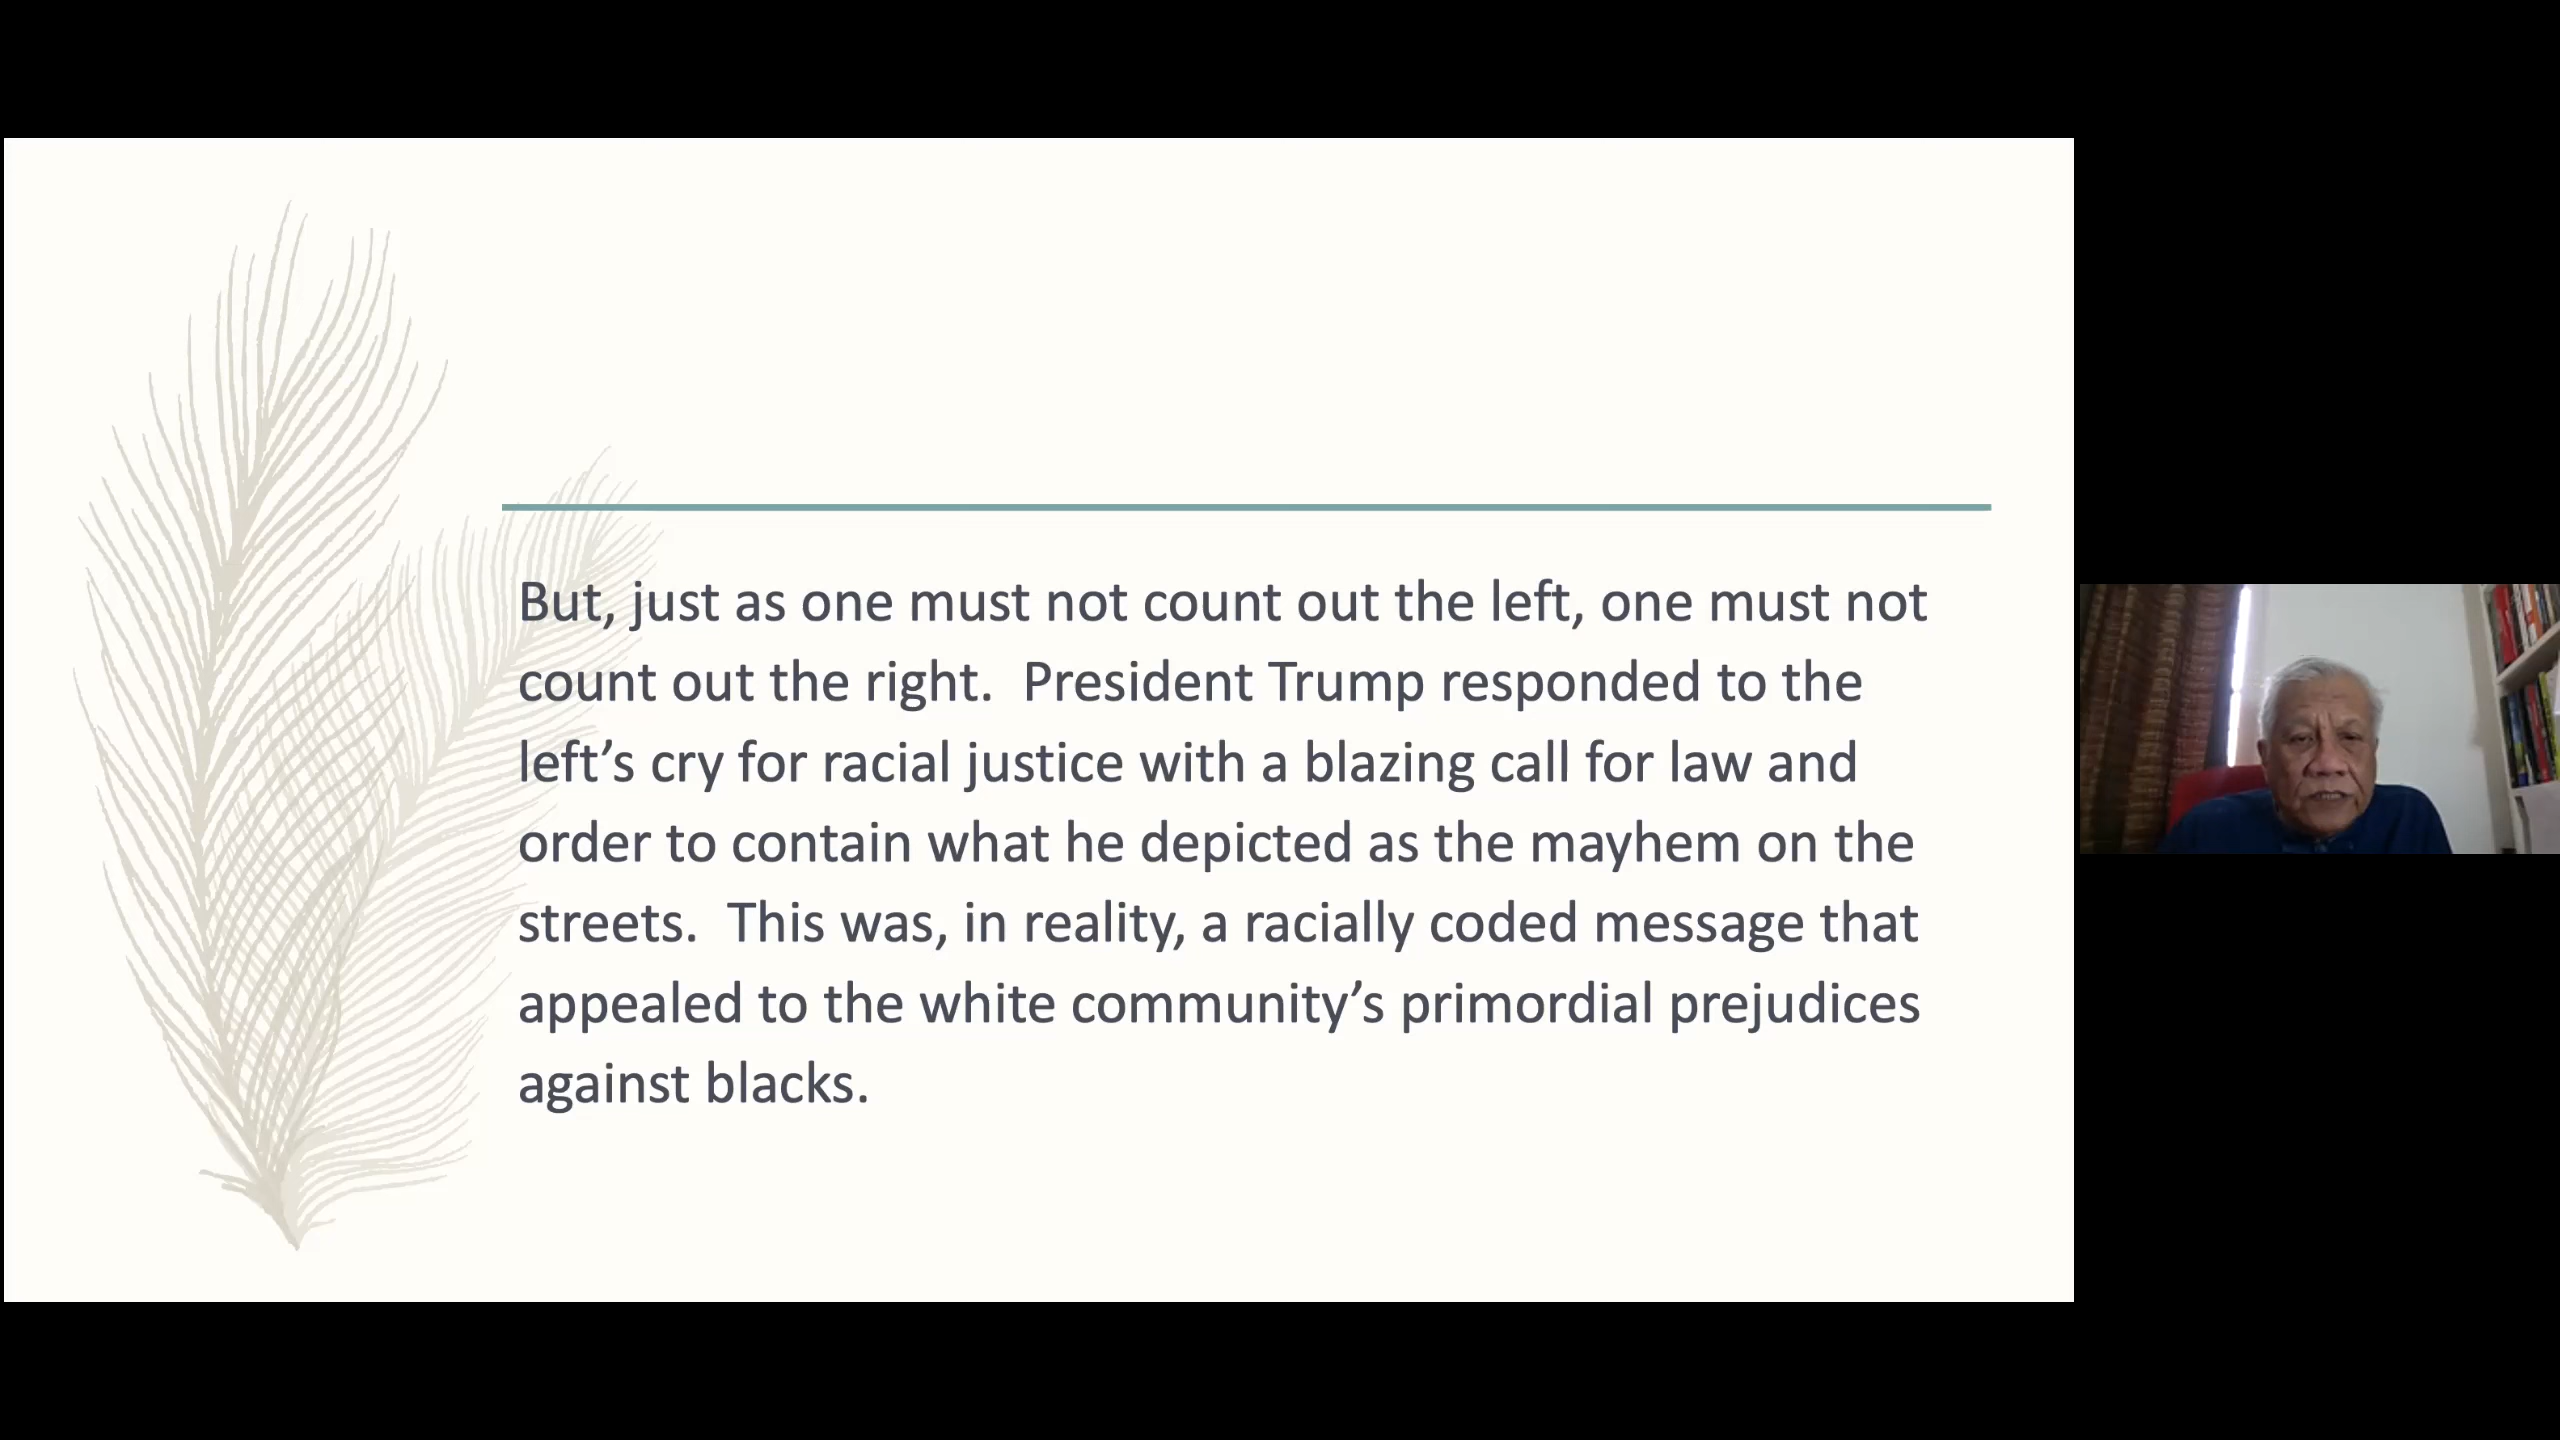 But, just as one must not count out the left, one must not
count out the right.  President Trump responded to the
left’s cry for racial justice with a blazing call for law and
order to contain what he depicted as the mayhem on the
streets.  This was, in reality, a racially coded message that
appealed to the white community’s primordial prejudices
against blacks.